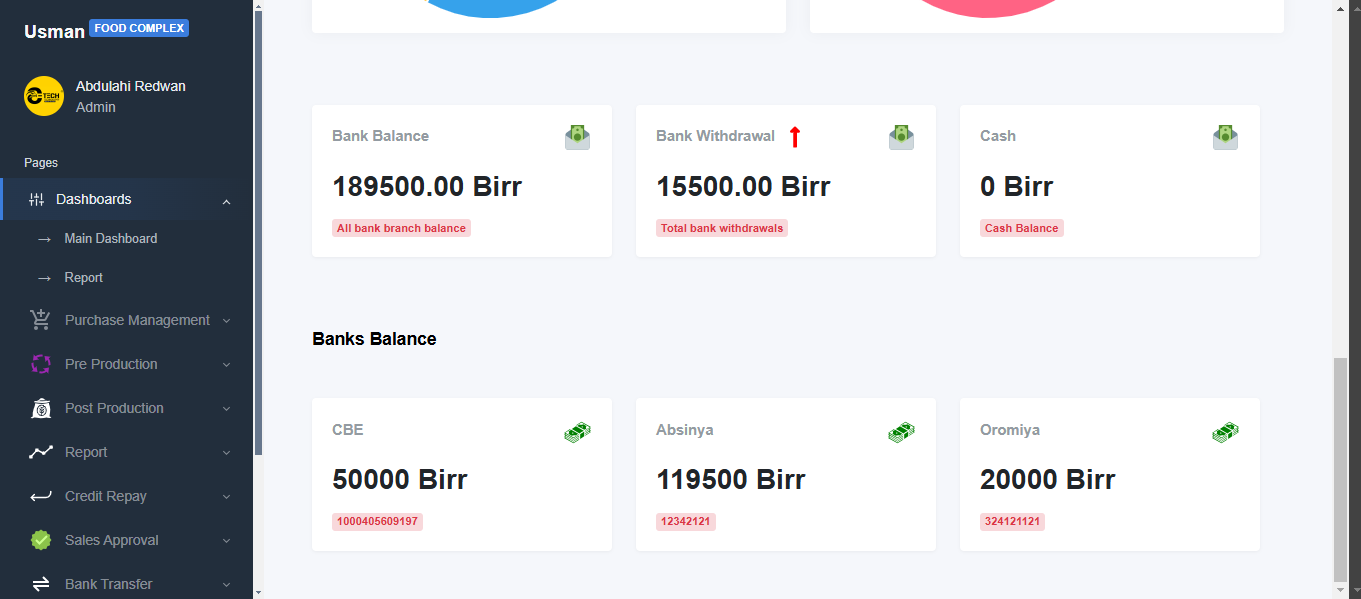 Usman FOOD COMPLEX
TECH
Abdulahi Redwan
Admin
Pages
Dashboards
Main Dashboard
Report
Purchase Management
Pre Production
Post Production
Report
Credit Repay
Sales Approval
Bank Transfer
Bank Balance
189500.00 Birr
All bank branch balance
Bank Withdrawal
15500.00 Birr
Total bank withdrawals
Cash
0 Birr
Cash Balance
Banks Balance
CBE
50000 Birr
1000405609197
Absinya
119500 Birr
12342121
Oromiya
20000 Birr
324121121